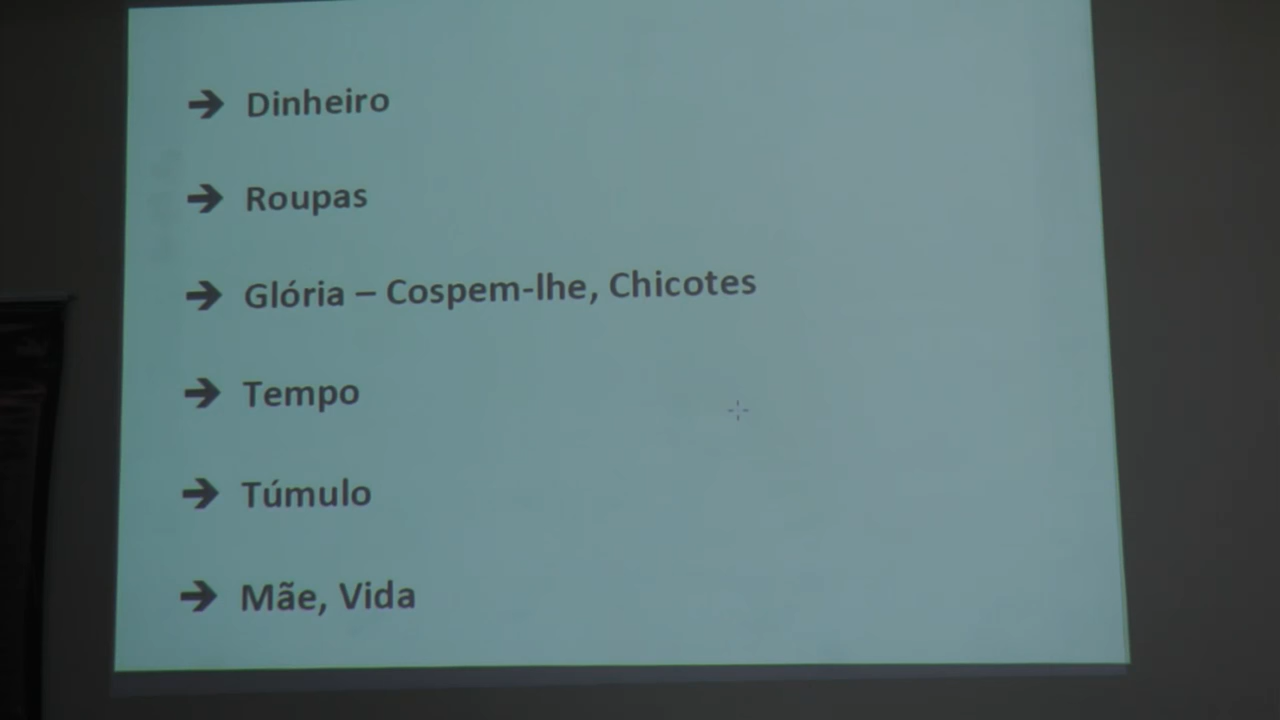 ➔ Dinheiro
➔ Roupas
➔ Glória – Cospem-lhe, Chicotes
➔ Tempo
➔ Túmulo
➔ Mãe, Vida